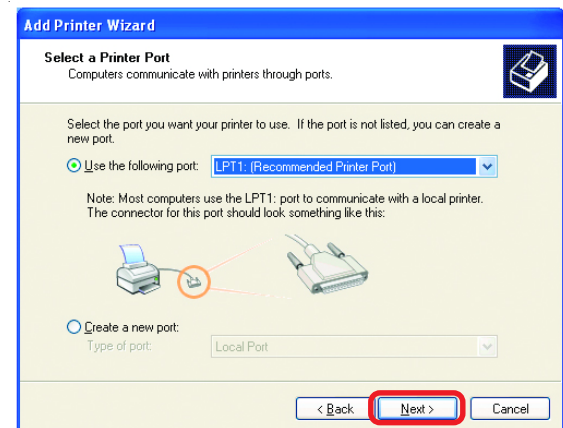 Add Printer Wizard
Select a Printer Port
Computers communicate with printers through ports.
Select the port you want your printer to use. If the port is not listed, you can create a
new port.
Use the following port: LPT1: (Recommended Printer Port)
Note: Most computers use the LPT1: port to communicate with a local printer.
The connector for this port should look something like this:
Create a new port:
Type of port: Local Port
< Back Next > Cancel